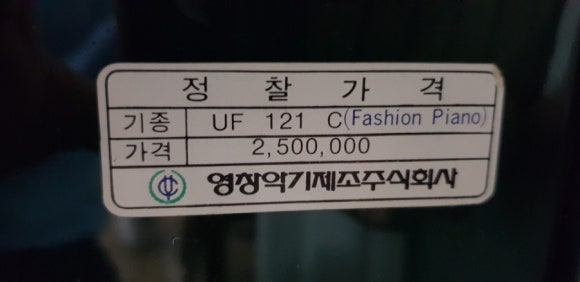 정 찰 가 격
기종 UF 121 C(Fashion Piano)
가격 2,500,000
영창악기제조주식회사